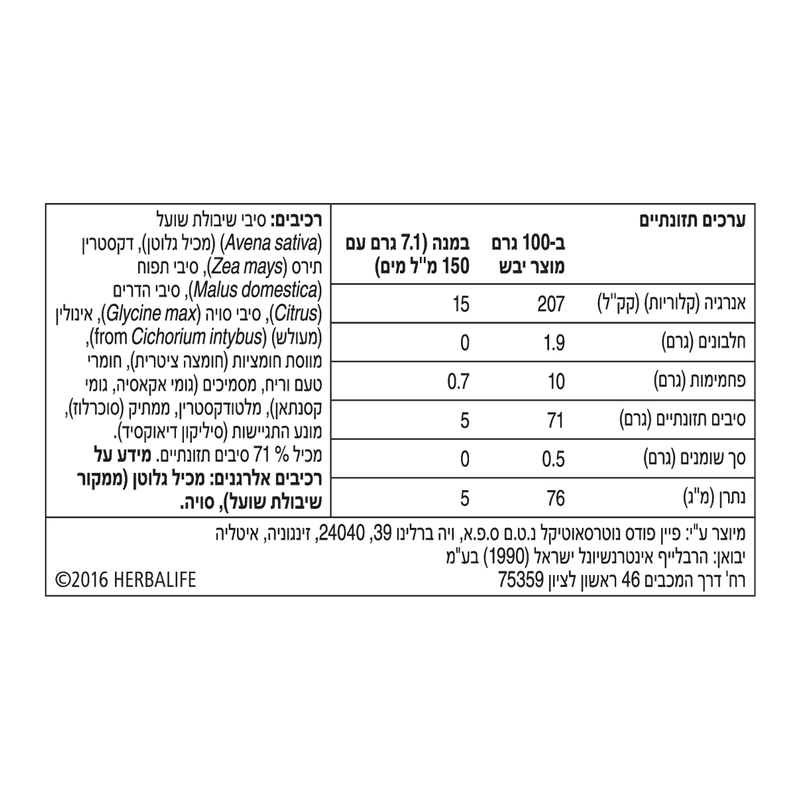 ערכים תזונתיים
ב-100 גרם מוצר יבש
במנה (7.1 גרם עם 150 מ"ל מים)
אנרגיה (קלוריות) (קק"ל) 207 15
חלבונים (גרם) 1.9 0
פחמימות (גרם) 10 0.7
סיבים תזונתיים (גרם) 71 5
סך שומנים (גרם) 0.5 0
נתרן (מ"ג) 76 5
רכיבים: סיבי שיבולת שועל
(Avena sativa) (מכיל גלוטן), דקסטרין
תירס (Zea mays), סיבי תפוח
(Malus domestica), סיבי הדרים
(Citrus), סיבי סויה (Glycine max), אינולין
(מעולש) (from Cichorium intybus),
מווסת חומציות (חומצה ציטרית), חומרי
טעם וריח, מסמיכים (גומי אקאסיה, גומי
קסנתאן), מלטודקסטרין, ממתיק (סוכרלוז),
מונע התגיישות (סיליקון דיאוקסיד).
מכיל % 71 סיבים תזונתיים. מידע על
רכיבים אלרגנים: מכיל גלוטן (ממקור
שיבולת שועל), סויה.
מיוצר ע"י: פיין פודס נוטרסאוטיקל נ.ט.ם ס.פ.א, ויה ברלינו 39, 24040, זינגוניה, איטליה
יבואן: הרבלייף אינטרנשיונל ישראל (1990) בע"מ
רח' דרך המכבים 46 ראשון לציון 75359
©2016 HERBALIFE